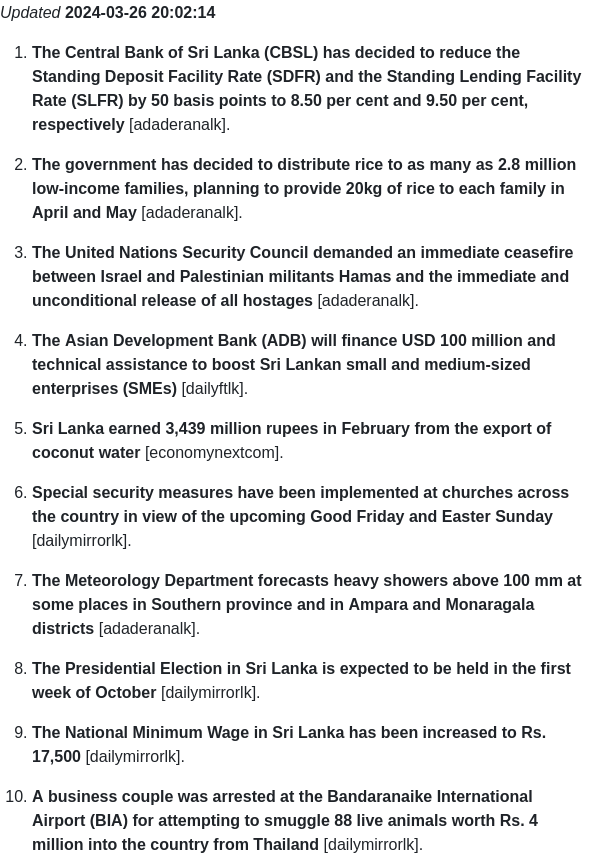 Updated 2024-03-26 20:02:14
1. The Central Bank of Sri Lanka (CBSL) has decided to reduce the
Standing Deposit Facility Rate (SDFR) and the Standing Lending Facility
Rate (SLFR) by 50 basis points to 8.50 per cent and 9.50 per cent,
respectively [adaderanalk].
2. The government has decided to distribute rice to as many as 2.8 million
low-income families, planning to provide 20kg of rice to each family in
April and May [adaderanalk].
3. The United Nations Security Council demanded an immediate ceasefire
between Israel and Palestinian militants Hamas and the immediate and
unconditional release of all hostages [adaderanalk].
4. The Asian Development Bank (ADB) will finance USD 100 million and
technical assistance to boost Sri Lankan small and medium-sized
enterprises (SMEs) [dailyftlk].
5. Sri Lanka earned 3,439 million rupees in February from the export of
coconut water [economynextcom].
6. Special security measures have been implemented at churches across
the country in view of the upcoming Good Friday and Easter Sunday
[dailymirrorlk].
7. The Meteorology Department forecasts heavy showers above 100 mm at
some places in Southern province and in Ampara and Monaragala
districts [adaderanalk].
8. The Presidential Election in Sri Lanka is expected to be held in the first
week of October [dailymirrorlk].
9. The National Minimum Wage in Sri Lanka has been increased to Rs.
17,500 [dailymirrorlk].
10. A business couple was arrested at the Bandaranaike International
Airport (BIA) for attempting to smuggle 88 live animals worth Rs. 4
million into the country from Thailand [dailymirrorlk].